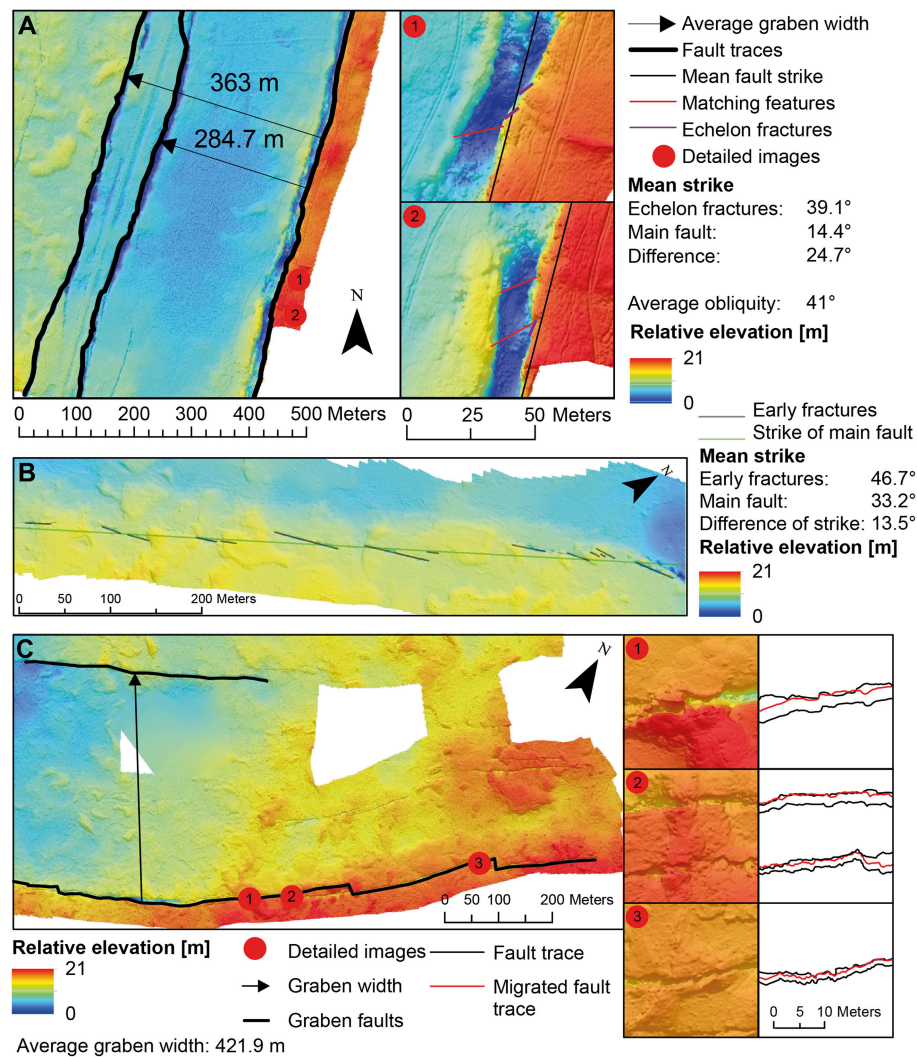 A
363 m
284.7 m
1
2
N
0 100 200 300 400 500 Meters
1
2
0 25 50 Meters
Average graben width
Fault traces
Mean fault strike
Matching features
Echelon fractures
Detailed images
Mean strike
Echelon fractures: 39.1°
Main fault: 14.4°
Difference: 24.7°
Average obliquity: 41°
Relative elevation [m]
21
0
Early fractures
Strike of main fault
Mean strike
Early fractures: 46.7°
Main fault: 33.2°
Difference of strike: 13.5°
Relative elevation [m]
21
0
B
N
0 50 100 200 Meters
C
N
1
2
3
0 50 100 200 Meters
1
2
3
0 5 10 Meters
Relative elevation [m]
21
0
Detailed images
Graben width
Graben faults
Fault trace
Migrated fault
trace
Average graben width: 421.9 m